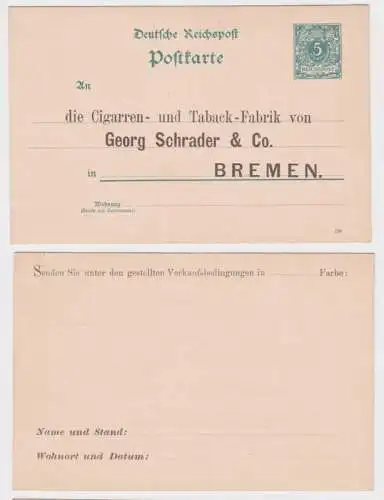 Deutsche Reichspost
Postkarte
5
An
die Cigarren- und Taback-Fabrik von
Georg Schrader & Co.
in BREMEN.
Wohnung
Senden Sie unter den gestellten Verkaufsbedingungen in Farbe:
Name und Stand:
Wohnort und Datum: